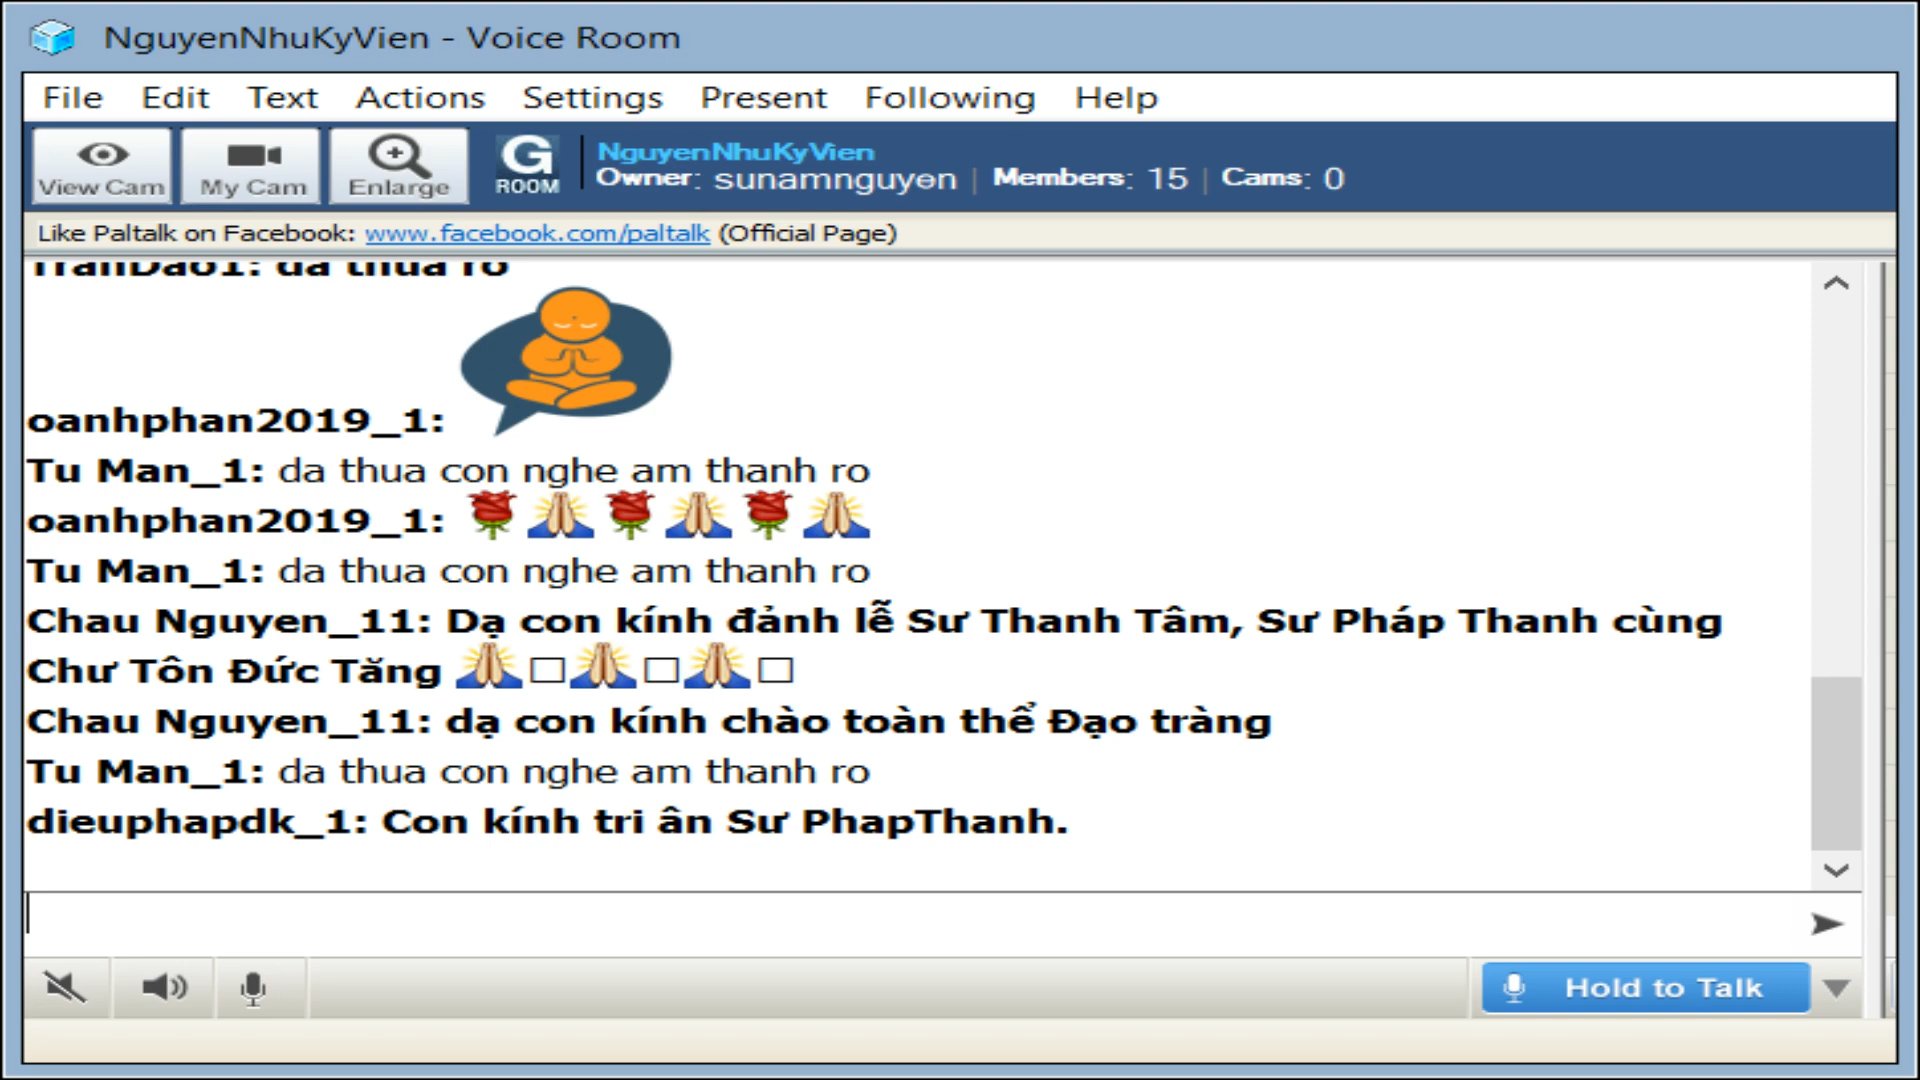 NguyenNhuKyVien - Voice Room
File Edit Text Actions Settings Present Following Help
View Cam My Cam Enlarge G ROOM
NguyenNhuKyVien
Owner: sunamnguyen | Members: 15 | Cams: 0
Like Paltalk on Facebook: www.facebook.com/paltalk (Official Page)
TranDao1: da thua ro
oanhphan2019_1:
Tu Man_1: da thua con nghe am thanh ro
oanhphan2019_1:
Tu Man_1: da thua con nghe am thanh ro
Chau Nguyen_11: Dạ con kính đảnh lễ Sư Thanh Tâm, Sư Pháp Thanh cùng
Chư Tôn Đức Tăng
Chau Nguyen_11: dạ con kính chào toàn thể Đạo tràng
Tu Man_1: da thua con nghe am thanh ro
dieuphapdk_1: Con kính tri ân Sư PhapThanh.
Hold to Talk